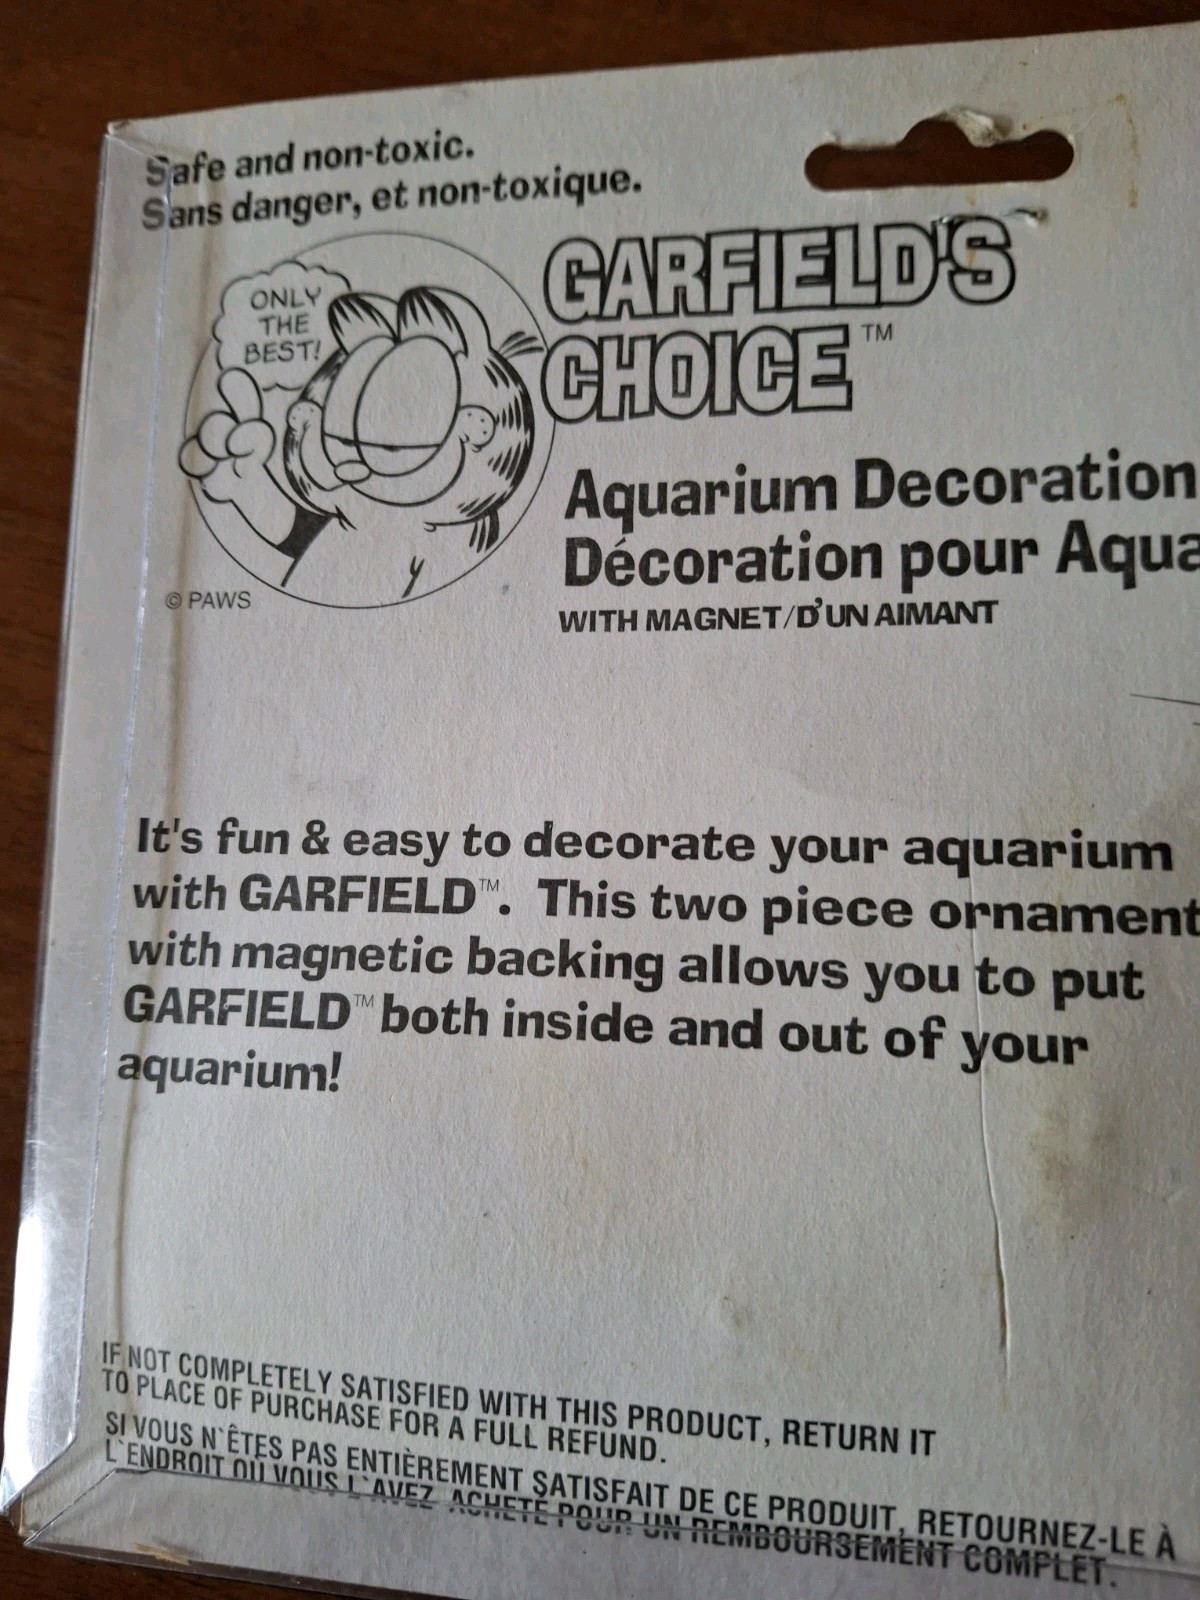 Safe and non-toxic.
Sans danger, et non-toxique.
ONLY
THE
BEST!
GARFIELD'S
CHOICE™
© PAWS
Aquarium Decoration
Décoration pour Aqua
WITH MAGNET/D'UN AIMANT
It's fun & easy to decorate your aquarium
with GARFIELD™. This two piece ornament
with magnetic backing allows you to put
GARFIELD™ both inside and out of your
aquarium!
IF NOT COMPLETELY SATISFIED WITH THIS PRODUCT, RETURN IT
TO PLACE OF PURCHASE FOR A FULL REFUND.
SI VOUS N`ÊTES PAS ENTIÈREMENT SATISFAIT DE CE PRODUIT, RETOURNEZ-LE À
L`ENDROIT OÙ VOUS L`AVEZ ACHETÉ POUR UN REMBOURSEMENT COMPLET.